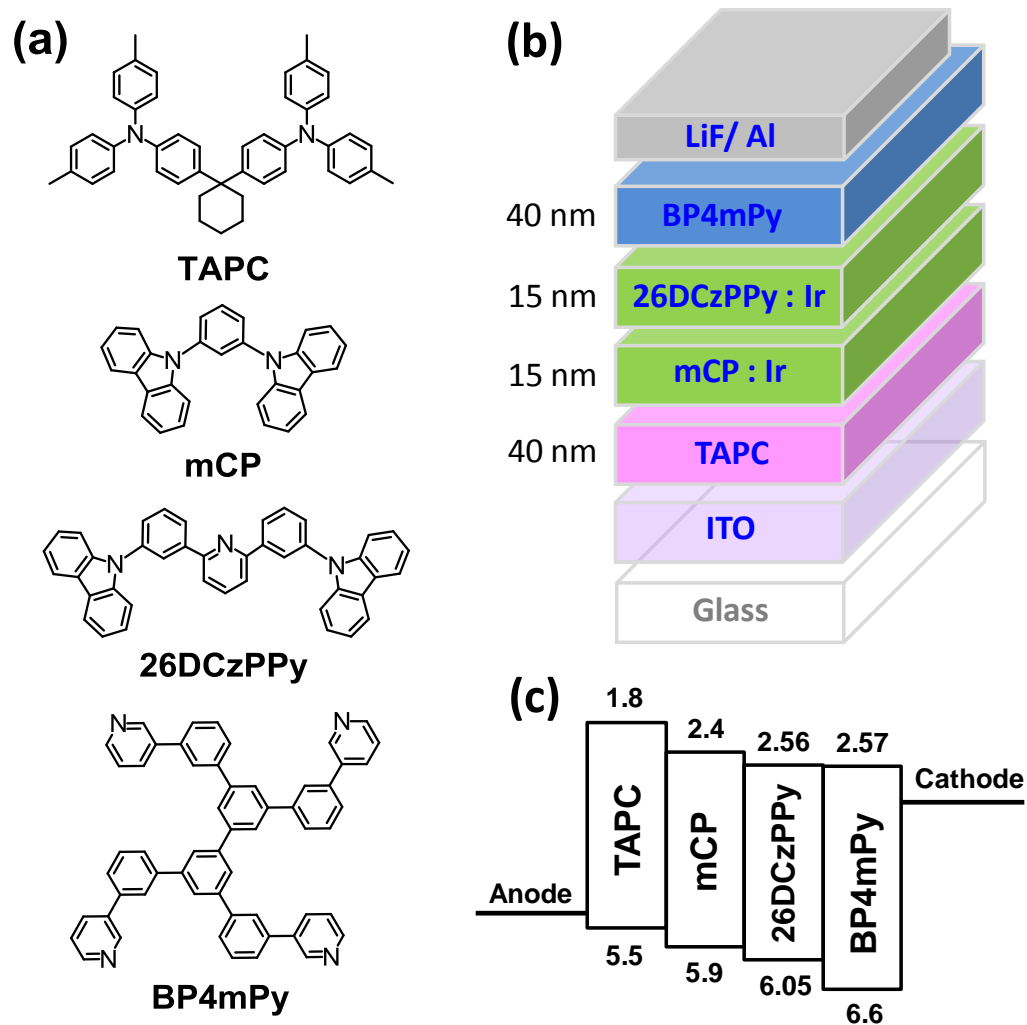 (a)
N
N
TAPC
N
N
mCP
N
N
N
26DCzPPy
N
N
N
N
BP4mPy
(b)
LiF/ Al
40 nm
BP4mPy
15 nm
26DCzPPy : Ir
15 nm
mCP : Ir
40 nm
TAPC
ITO
Glass
(c)
1.8
2.4
2.56
2.57
Cathode
TAPC
mCP
26DCzPPy
BP4mPy
Anode
5.5
5.9
6.05
6.6